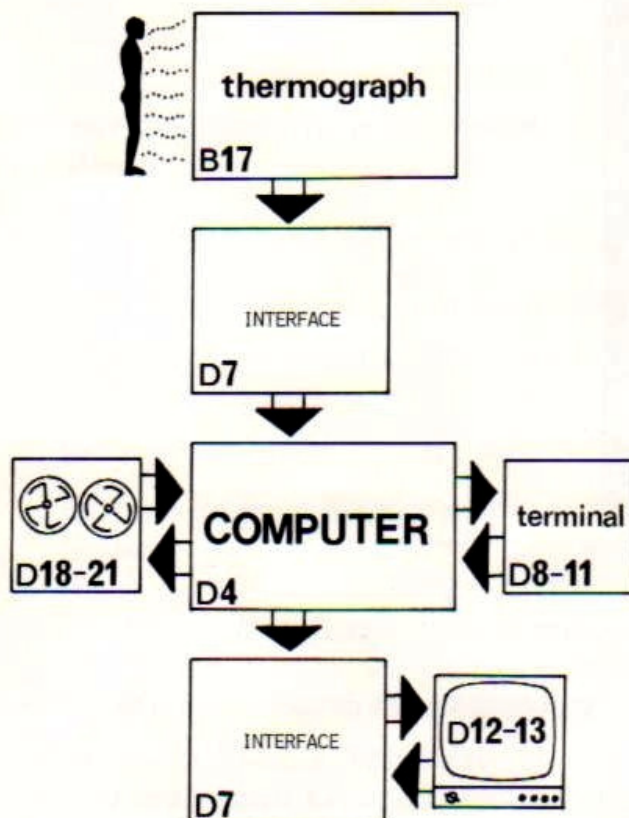 thermograph
B17
INTERFACE
D7
COMPUTER
D4
D18-21
terminal
D8-11
INTERFACE
D7
D12-13